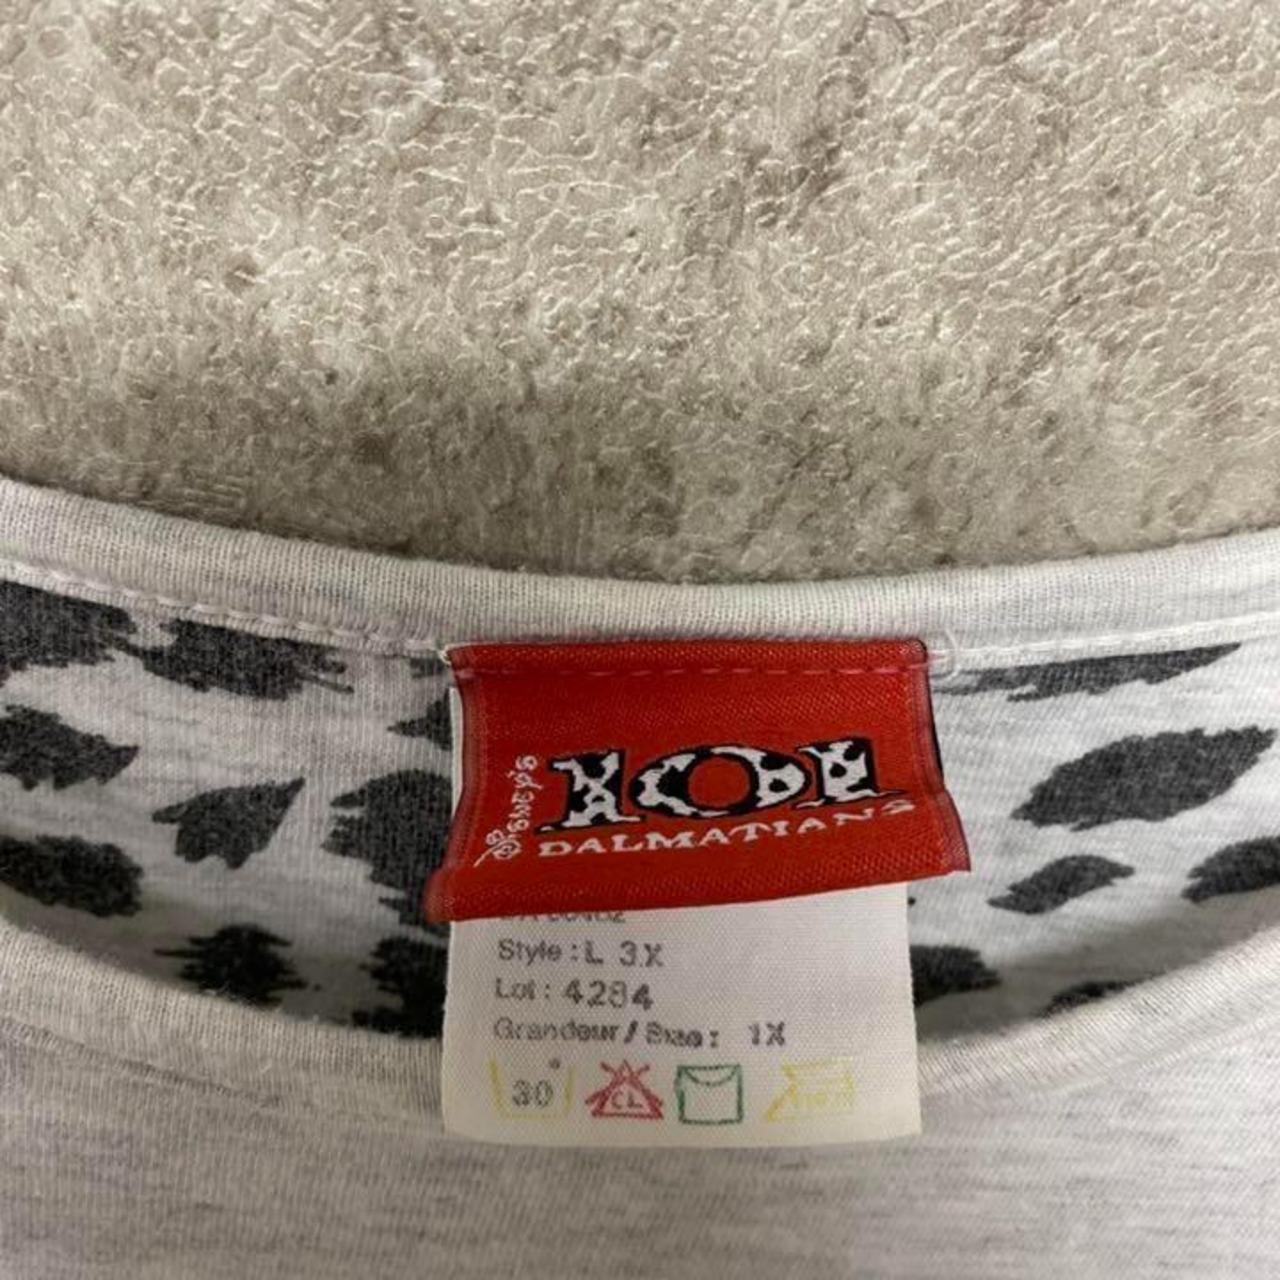 Disney's
101
DALMATIANS
Style : L 3X
Lot : 4284
Grandeur / Size : 1X
30°
CL